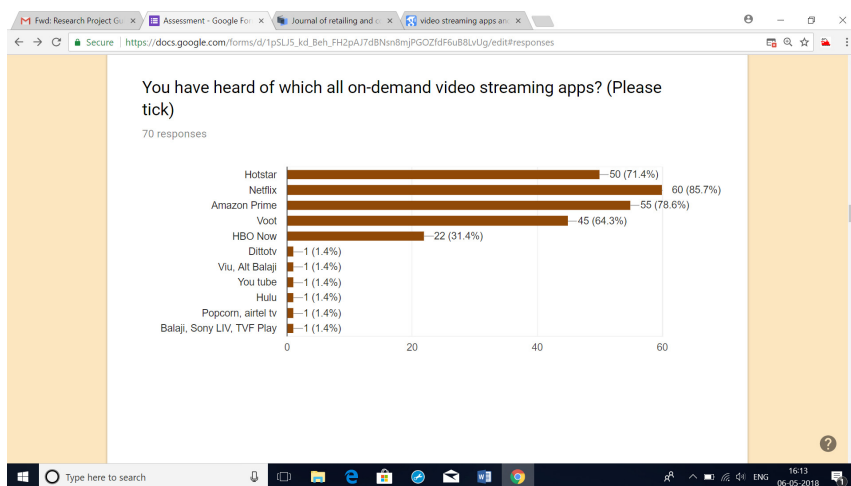 Fwd: Research Project Gu
Assessment - Google For
Journal of retailing and c
video streaming apps an
Secure https://docs.google.com/forms/d/1pSLJ5_kd_Beh_FH2pAJ7dBNsn8mjPGOZfdF6uB8LvUg/edit#responses
You have heard of which all on-demand video streaming apps? (Please
tick)
70 responses
Hotstar 50 (71.4%)
Netflix 60 (85.7%)
Amazon Prime 55 (78.6%)
Voot 45 (64.3%)
HBO Now 22 (31.4%)
Dittotv 1 (1.4%)
Viu, Alt Balaji 1 (1.4%)
You tube 1 (1.4%)
Hulu 1 (1.4%)
Popcorn, airtel tv 1 (1.4%)
Balaji, Sony LIV, TVF Play 1 (1.4%)
0 20 40 60
?
Type here to search
ENG
16:13
06-05-2018
1